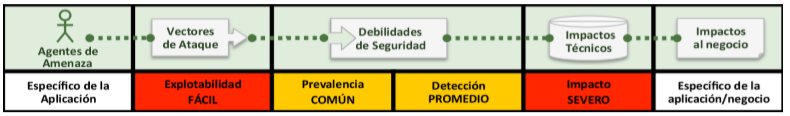 Agentes de
Amenaza
Vectores
de Ataque
Debilidades
de Seguridad
Impactos
Técnicos
Impactos
al negocio
Específico de la
Aplicación
Explotabilidad
FÁCIL
Prevalencia
COMÚN
Detección
PROMEDIO
Impacto
SEVERO
Específico de la
aplicación/negocio